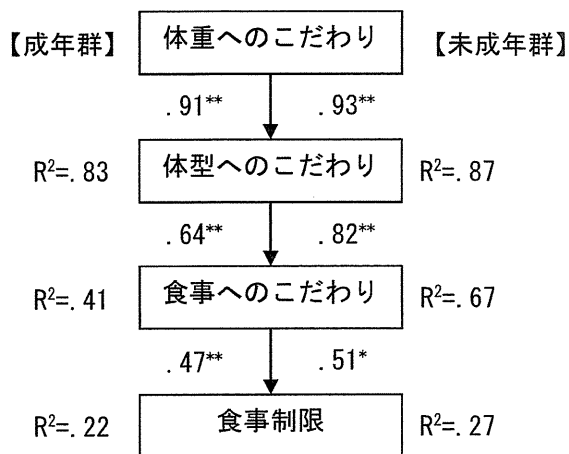 【成年群】 体重へのこだわり 【未成年群】
.91** .93**
R²=.83 体型へのこだわり R²=.87
.64** .82**
R²=.41 食事へのこだわり R²=.67
.47** .51*
R²=.22 食事制限 R²=.27